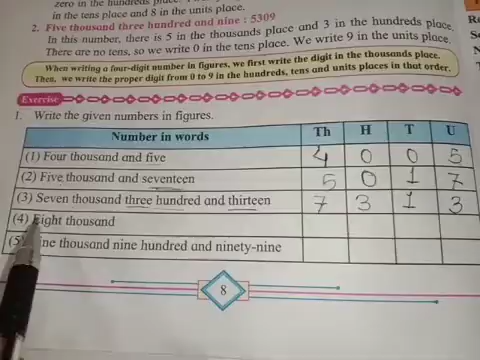 zero in the hundreds place.
in the tens place and 8 in the units place.
2. Five thousand three hundred and nine : 5309
In this number, there is 5 in the thousands place and 3 in the hundreds place.
There are no tens, so we write 0 in the tens place. We write 9 in the units place.
When writing a four-digit number in figures, we first write the digit in the thousands place.
Then, we write the proper digit from 0 to 9 in the hundreds, tens and units places in that order.
Exercise
1. Write the given numbers in figures.
Number in words Th H T U
(1) Four thousand and five 4 0 0 5
(2) Five thousand and seventeen 5 0 1 7
(3) Seven thousand three hundred and thirteen 7 3 1 3
(4) Eight thousand
(5) thousand nine hundred and ninety-nine
8